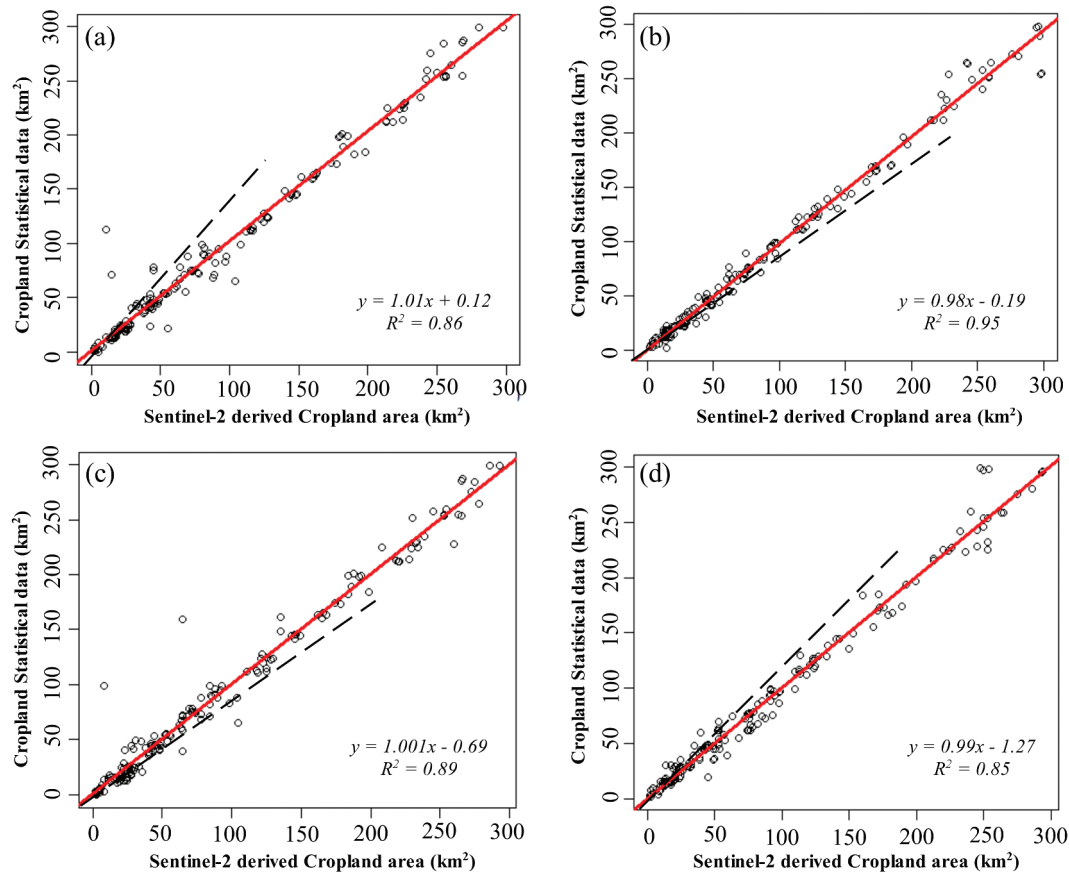 (a)
Cropland Statistical data (km²)
300
250
200
150
100
50
0
y = 1.01x + 0.12
R² = 0.86
0 50 100 150 200 250 300
Sentinel-2 derived Cropland area (km²)
(b)
Cropland Statistical data (km²)
300
250
200
150
100
50
0
y = 0.98x - 0.19
R² = 0.95
0 50 100 150 200 250 300
Sentinel-2 derived Cropland area (km²)
(c)
Cropland Statistical data (km²)
300
250
200
150
100
50
0
y = 1.001x - 0.69
R² = 0.89
0 50 100 150 200 250 300
Sentinel-2 derived Cropland area (km²)
(d)
Cropland Statistical data (km²)
300
250
200
150
100
50
0
y = 0.99x - 1.27
R² = 0.85
0 50 100 150 200 250 300
Sentinel-2 derived Cropland area (km²)